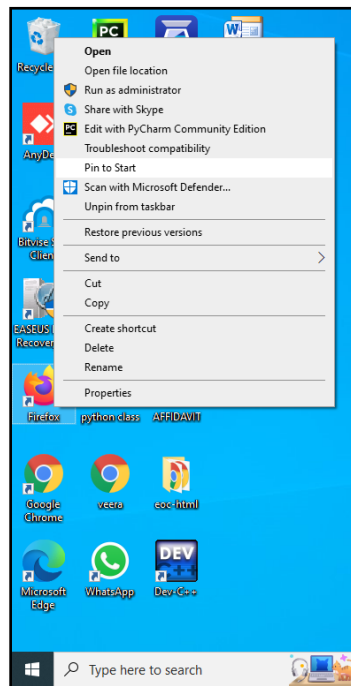 PC
W
Recycle
Open
Open file location
Run as administrator
Share with Skype
PC Edit with PyCharm Community Edition
Troubleshoot compatibility
Pin to Start
Scan with Microsoft Defender...
Unpin from taskbar
Restore previous versions
Send to
Cut
Copy
Create shortcut
Delete
Rename
Properties
AnyDe
Bitvise S
Clien
EASEUS
Recover
Firefox
python class
AFFIDAVIT
Google
Chrome
veera
eoc-html
DEV
C++
Microsoft
Edge
WhatsApp
Dev-C++
Type here to search